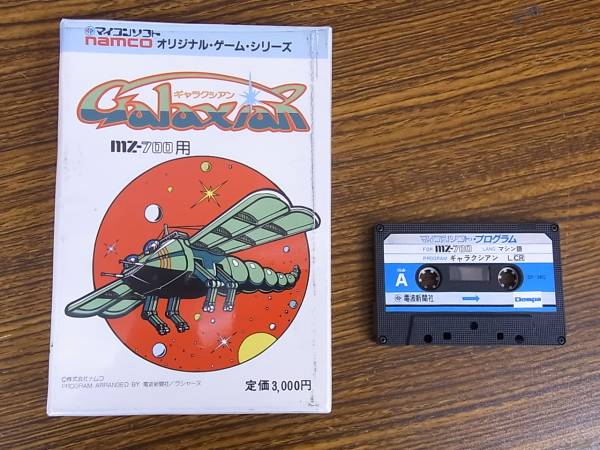 マイコンソフト
namco オリジナル・ゲーム・シリーズ
ギャラクシアン
Galaxian
MZ-700用
©株式会社ナムコ
PROGRAM ARRANGED BY 電波新聞社/ラシャーヌ
定価3,000円
マイコンソフト・プログラム
FOR MZ-700 LANG マシン語
PROGRAM ギャラクシアン
Side
A
電波新聞社
Dempa